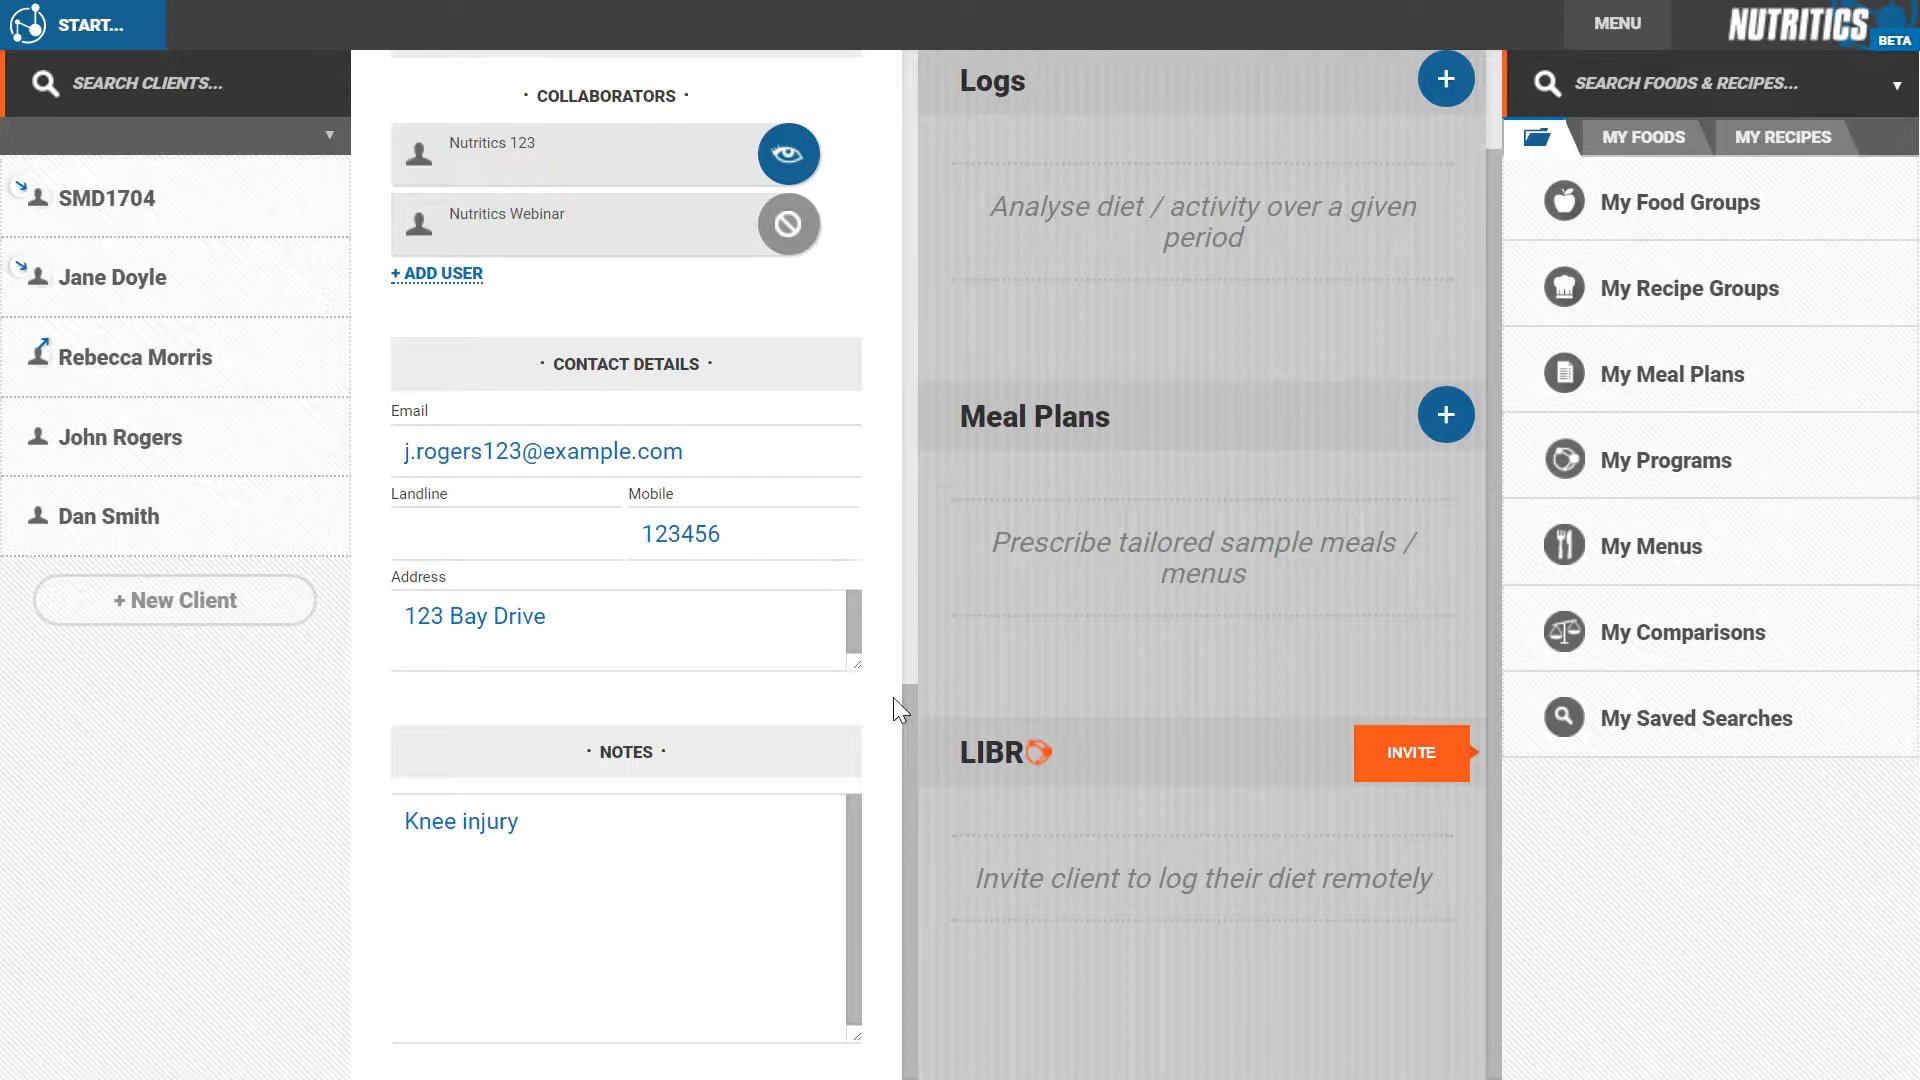 START...
MENU
NUTRITICS
BETA
SEARCH CLIENTS...
SMD1704
Jane Doyle
Rebecca Morris
John Rogers
Dan Smith
+ New Client
· COLLABORATORS ·
Nutritics 123
Nutritics Webinar
+ ADD USER
· CONTACT DETAILS ·
Email
j.rogers123@example.com
Landline
Mobile
123456
Address
123 Bay Drive
· NOTES ·
Knee injury
Logs
Analyse diet / activity over a given
period
Meal Plans
Prescribe tailored sample meals /
menus
LIBR
INVITE
Invite client to log their diet remotely
SEARCH FOODS & RECIPES...
MY FOODS
MY RECIPES
My Food Groups
My Recipe Groups
My Meal Plans
My Programs
My Menus
My Comparisons
My Saved Searches